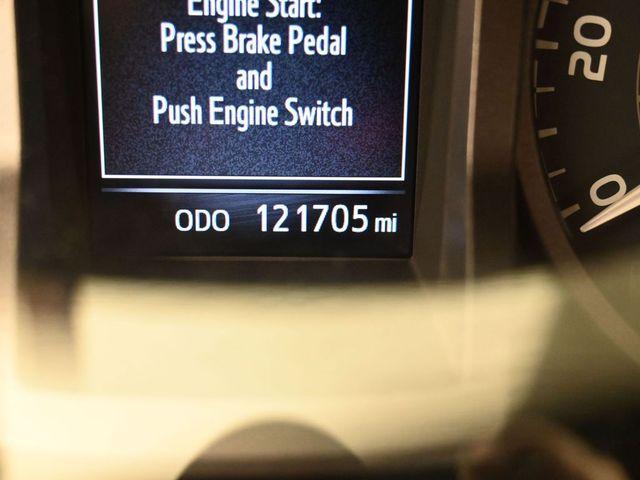 Engine Start:
Press Brake Pedal
and
Push Engine Switch
ODO 121705 mi
20
0